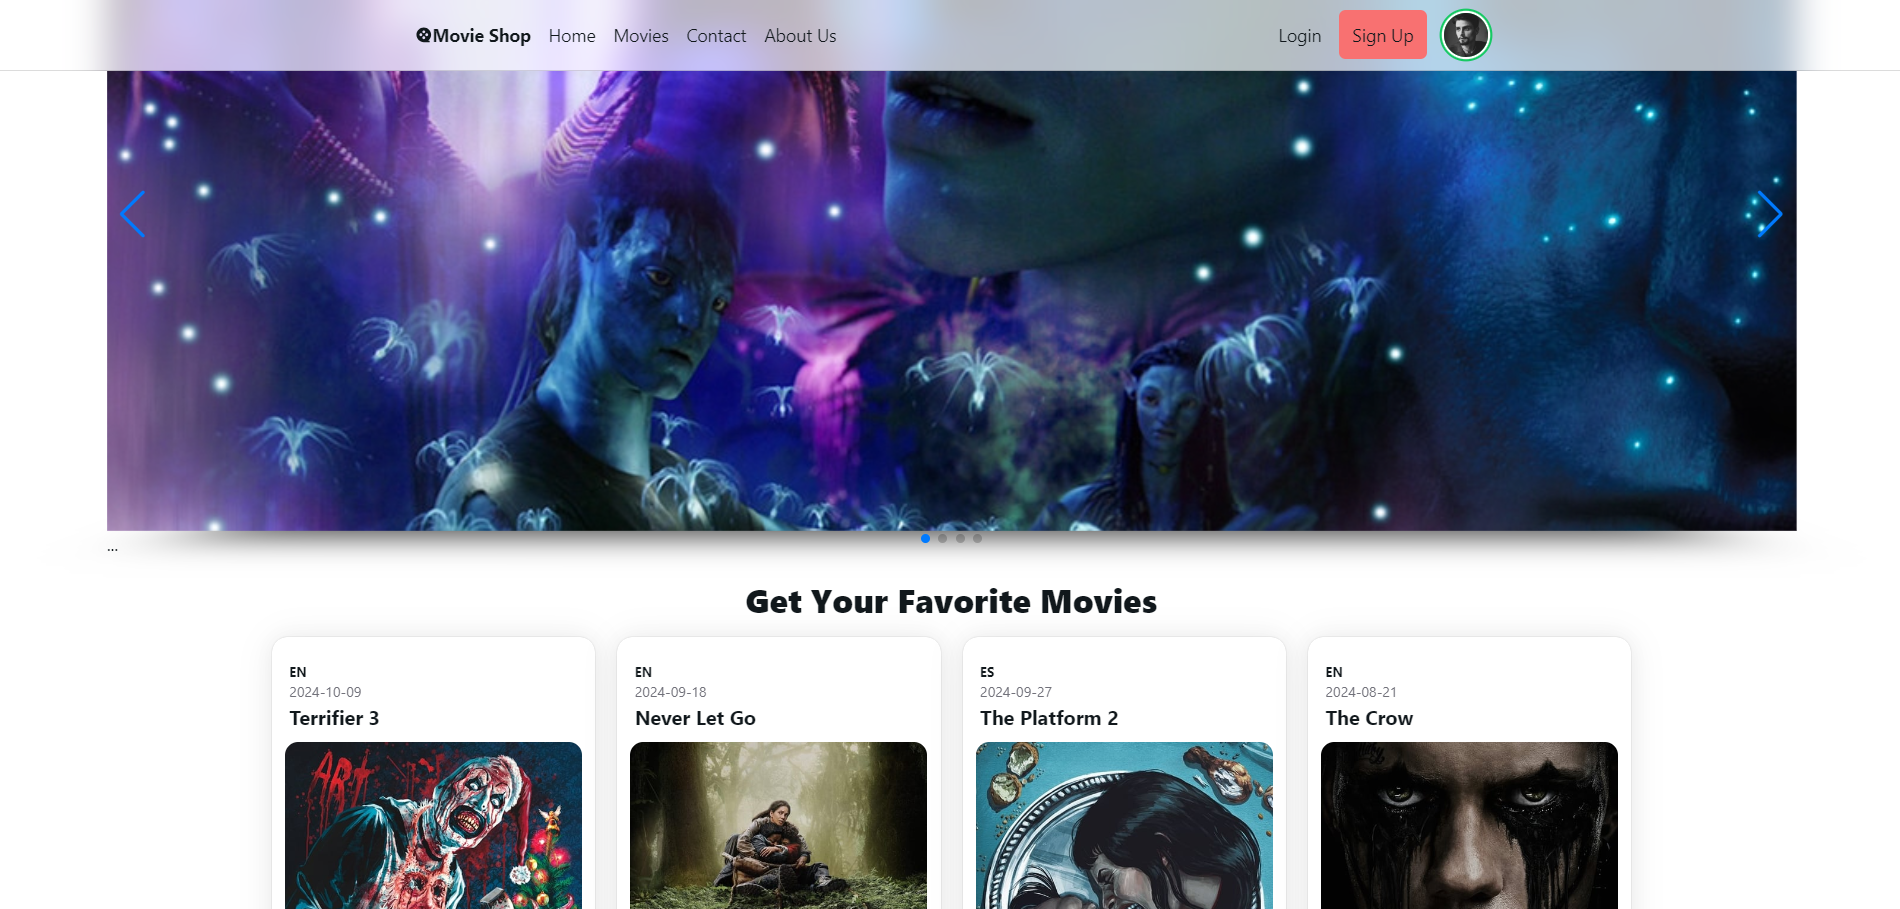 Movie Shop Home Movies Contact About Us Login Sign Up
...
Get Your Favorite Movies
EN
2024-10-09
Terrifier 3
ART
EN
2024-09-18
Never Let Go
ES
2024-09-27
The Platform 2
EN
2024-08-21
The Crow